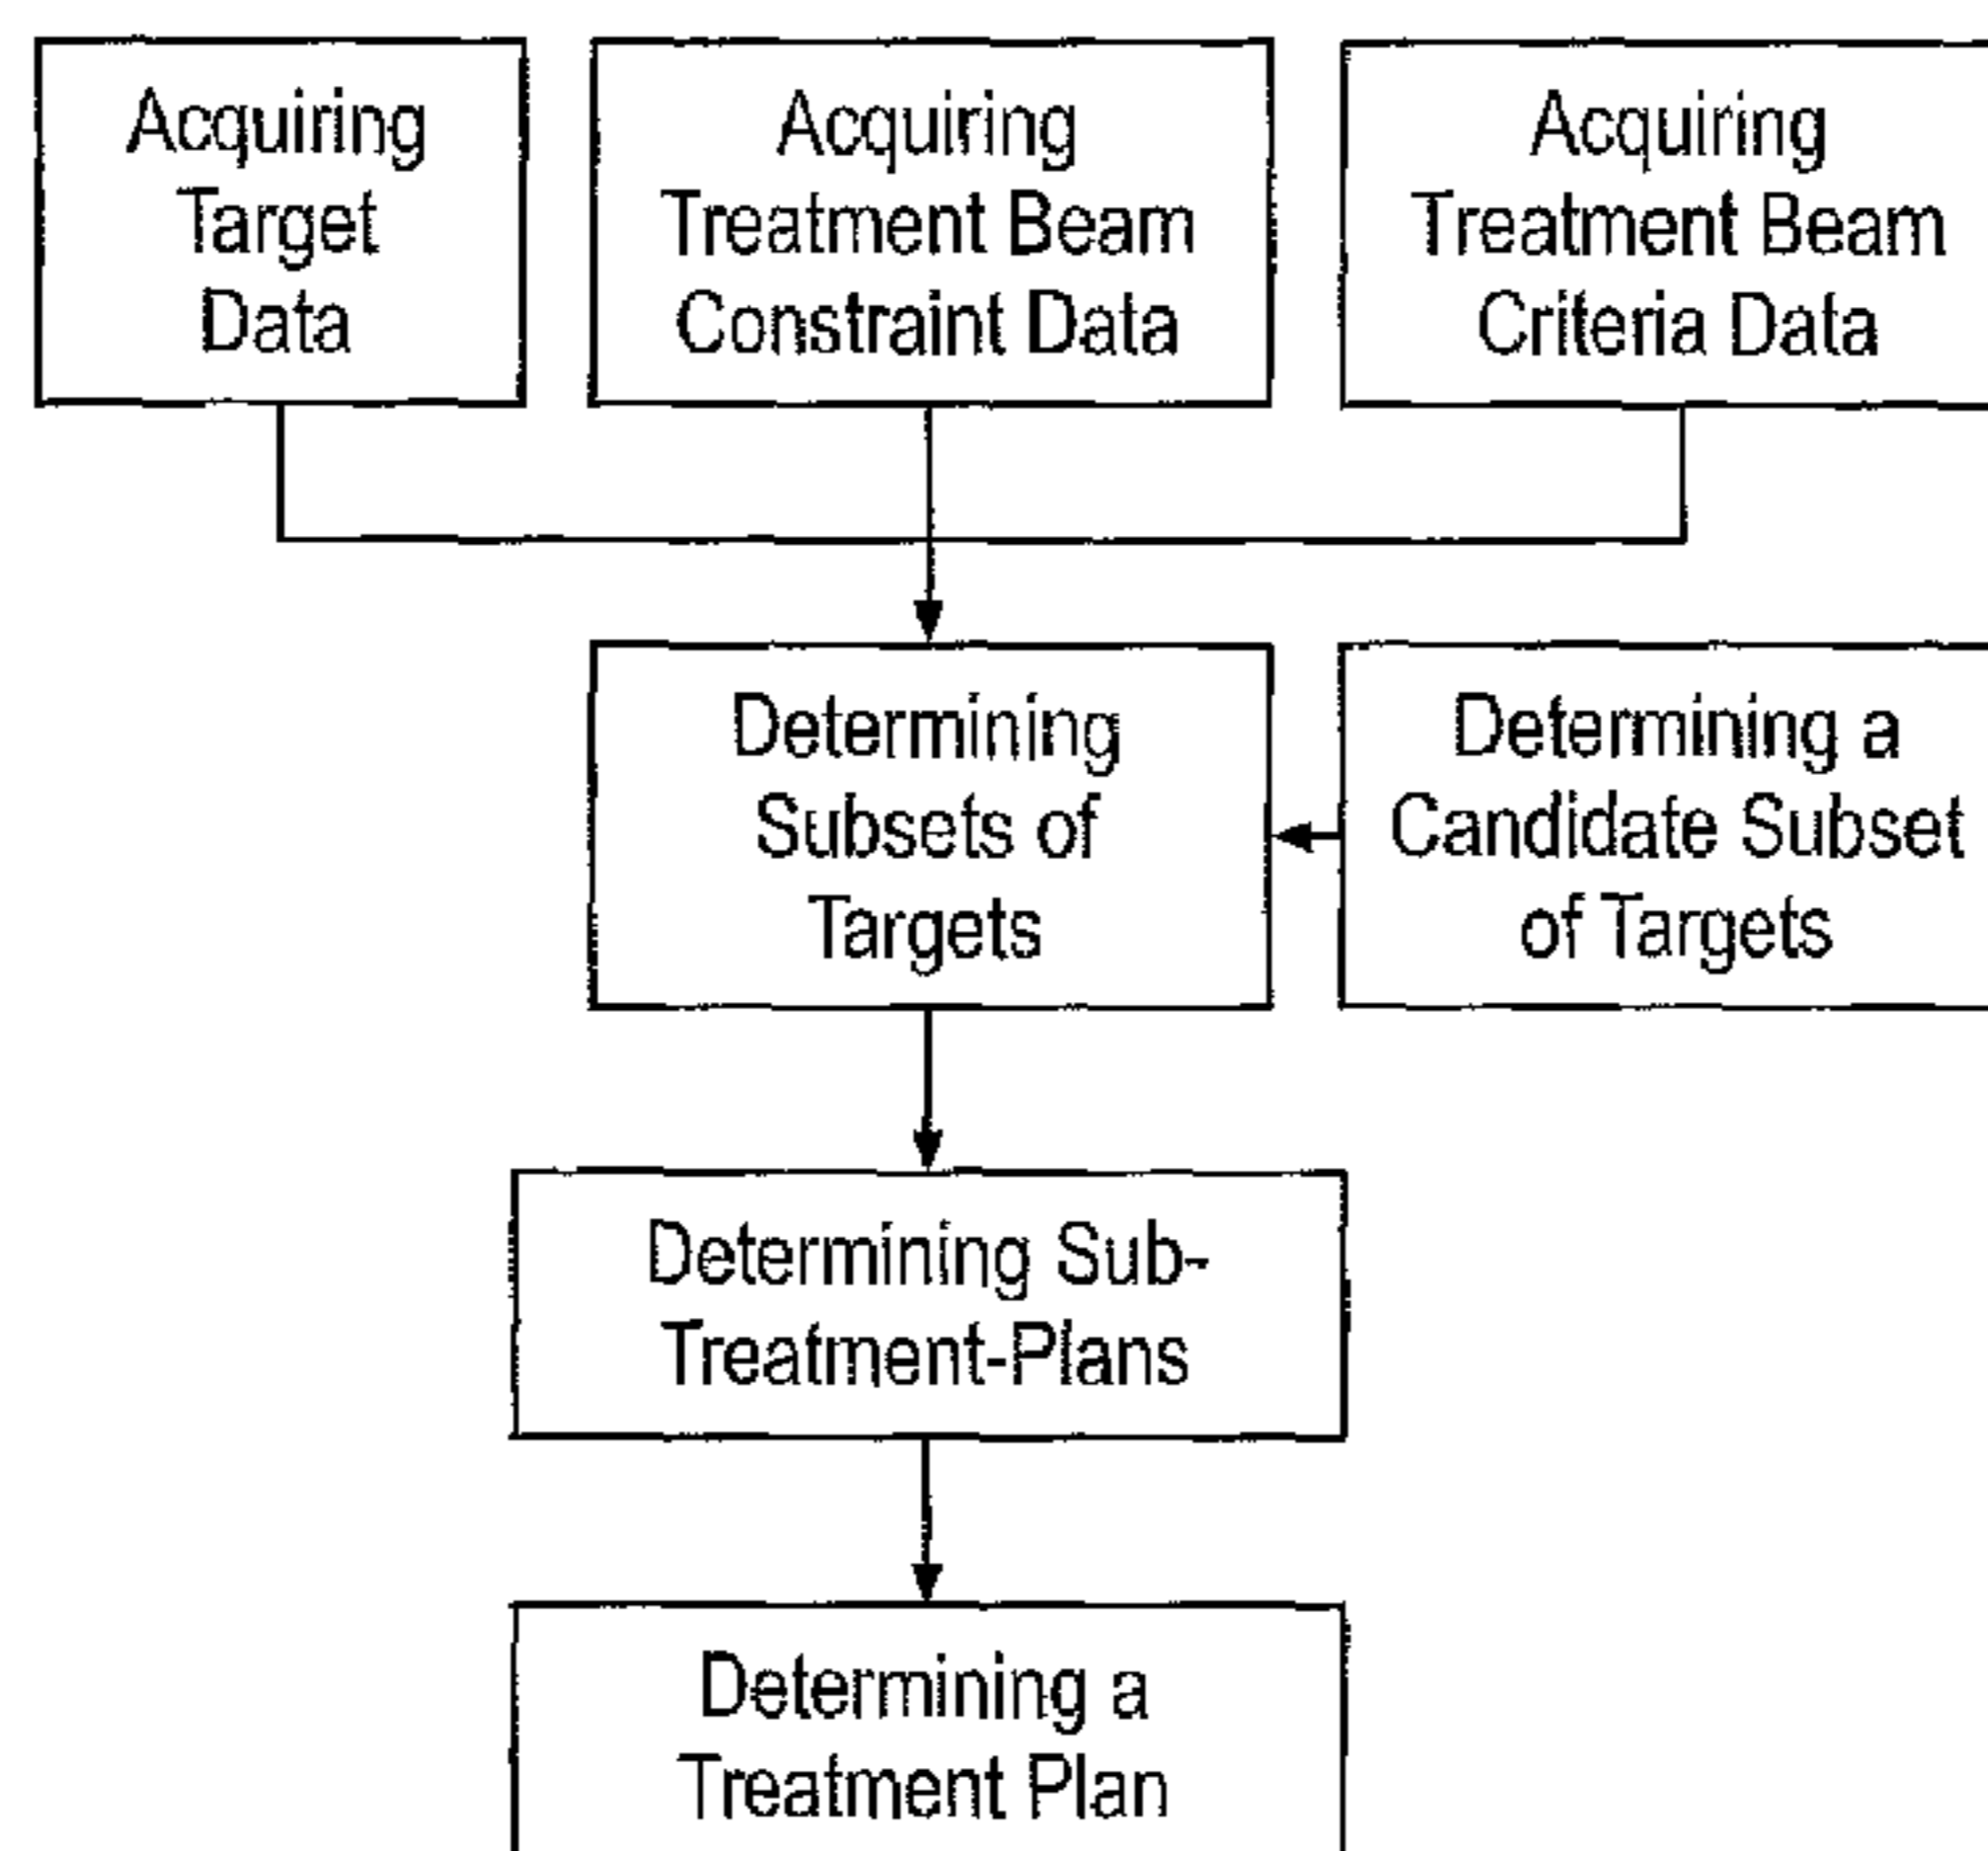 Acquiring
Target
Data
Acquiring
Treatment Beam
Constraint Data
Acquiring
Treatment Beam
Criteria Data
Determining
Subsets of
Targets
Determining a
Candidate Subset
of Targets
Determining Sub-
Treatment-Plans
Determining a
Treatment Plan